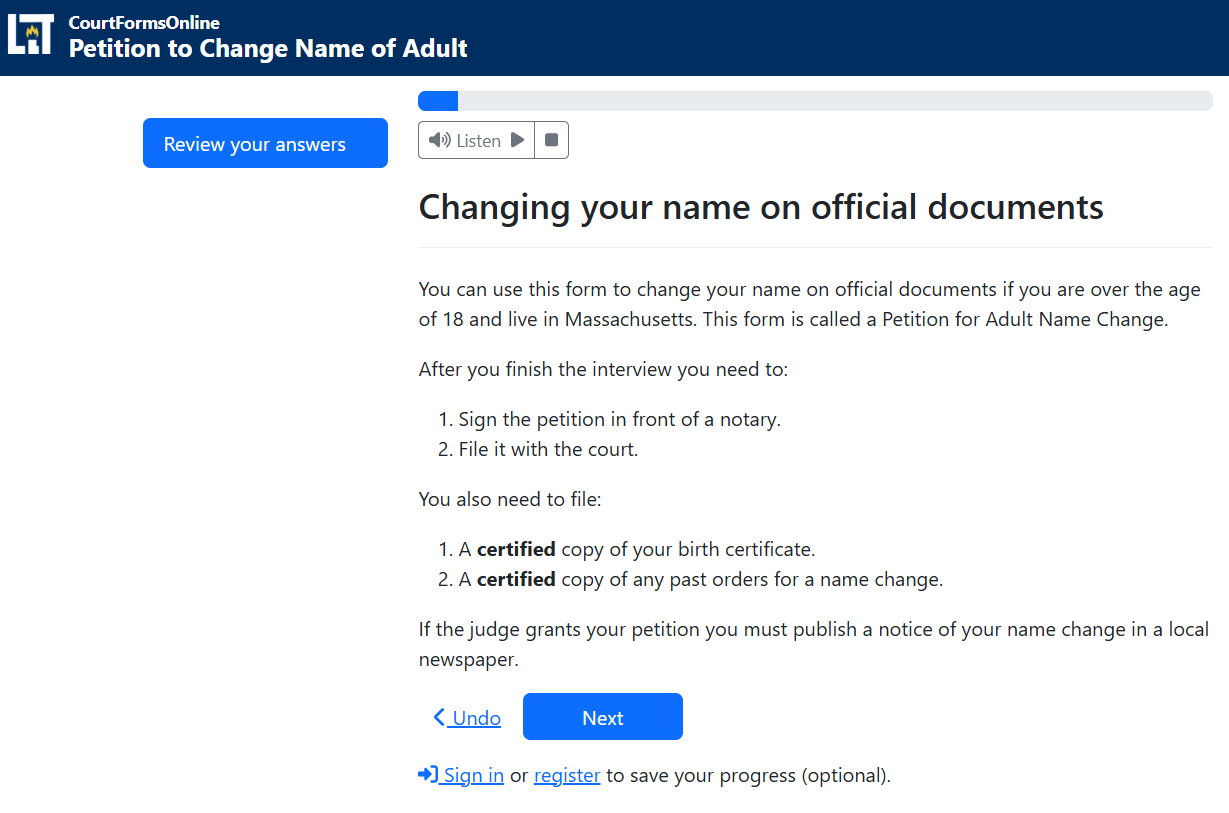 LIT
CourtFormsOnline
Petition to Change Name of Adult
Review your answers
Listen
Changing your name on official documents
You can use this form to change your name on official documents if you are over the age
of 18 and live in Massachusetts. This form is called a Petition for Adult Name Change.
After you finish the interview you need to:
1. Sign the petition in front of a notary.
2. File it with the court.
You also need to file:
1. A certified copy of your birth certificate.
2. A certified copy of any past orders for a name change.
If the judge grants your petition you must publish a notice of your name change in a local
newspaper.
Undo
Next
Sign in or register to save your progress (optional).